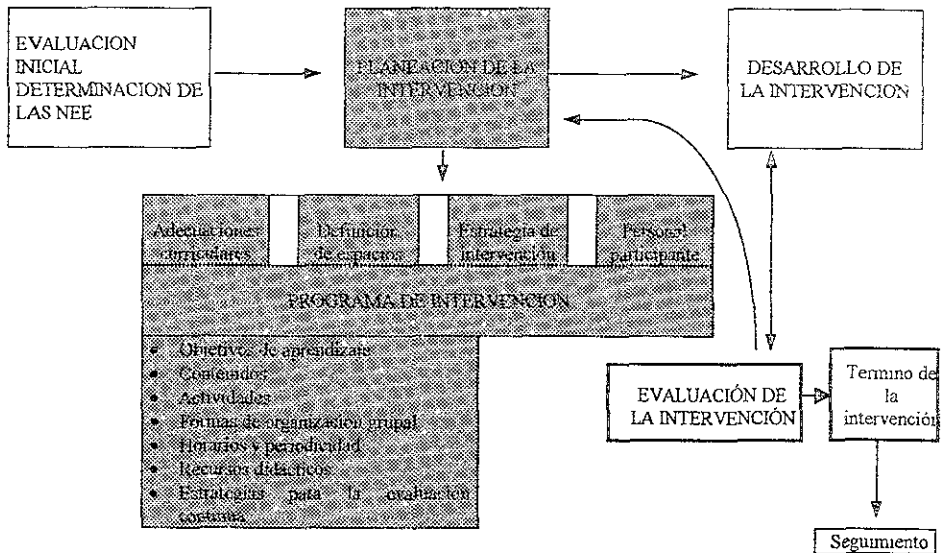 EVALUACION
INICIAL
DETERMINACION DE
LAS NEE
PLANEACION DE LA
INTERVENCION
DESARROLLO DE
LA INTERVENCION
Adecuaciones
curriculares
Definicion
de espacios
Estrategia de
intervención
Personal
participante
PROGRAMA DE INTERVENCION
• Objetivos de aprendizaje
• Contenidos
• Actividades
• Formas de organización grupal
• Horarios y periodicidad
• Recursos didácticos
• Estrategias para la evaluación
continua
EVALUACIÓN DE
LA INTERVENCIÓN
Termino de
la
intervención
Seguimiento